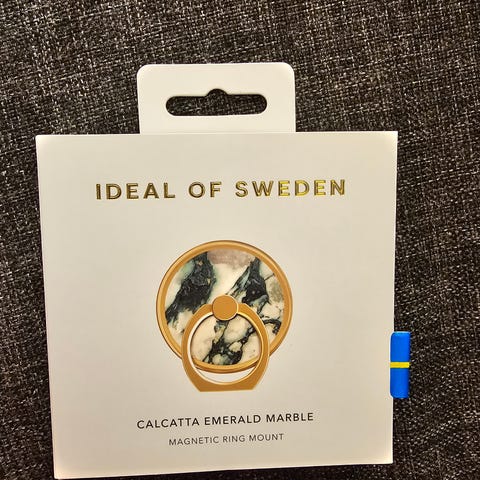 IDEAL OF SWEDEN
CALCATTA EMERALD MARBLE
MAGNETIC RING MOUNT